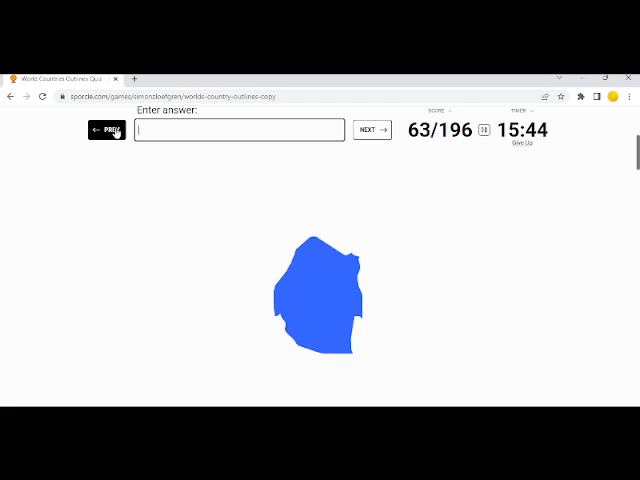 World Countries Outlines Quiz
sporcle.com/games/simonzloefgren/worlds-country-outlines-copy
Enter answer:
SCORE
TIMER
PREV
NEXT
63/196
15:44
Give Up